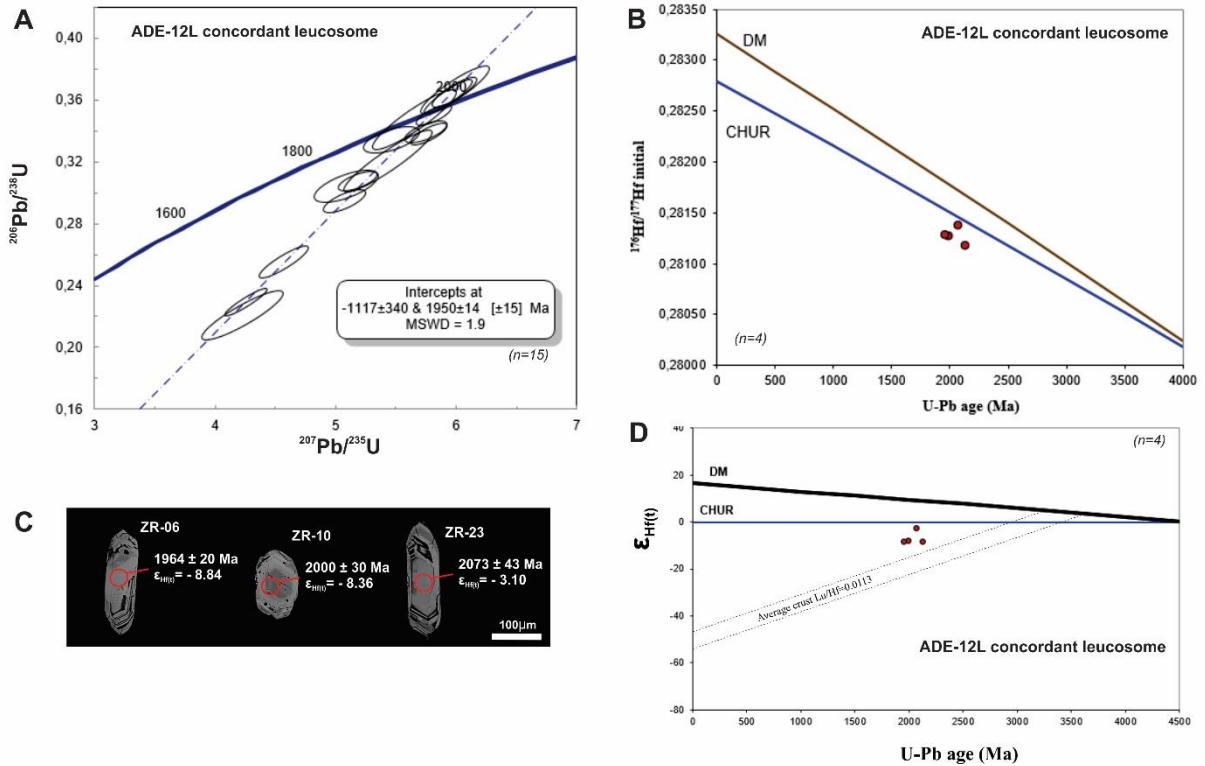 A
ADE-12L concordant leucosome
0,40
0,36
0,32
0,28
0,24
0,20
0,16
206Pb/238U
2000
1800
1600
Intercepts at
-1117±340 & 1950±14 [±15] Ma
MSWD = 1.9
(n=15)
3 4 5 6 7
207Pb/235U
B
ADE-12L concordant leucosome
0,28350
0,28300
0,28250
0,28200
0,28150
0,28100
0,28050
0,28000
176Hf/177Hf initial
DM
CHUR
(n=4)
0 500 1000 1500 2000 2500 3000 3500 4000
U-Pb age (Ma)
C
ZR-06
1964 ± 20 Ma
εHf(t)= - 8.84
ZR-10
2000 ± 30 Ma
εHf(t)= - 8.36
ZR-23
2073 ± 43 Ma
εHf(t)= - 3.10
100µm
D
(n=4)
40
20
0
-20
-40
-60
-80
εHf(t)
DM
CHUR
Average crust Lu/Hf=0.0113
ADE-12L concordant leucosome
0 500 1000 1500 2000 2500 3000 3500 4000 4500
U-Pb age (Ma)